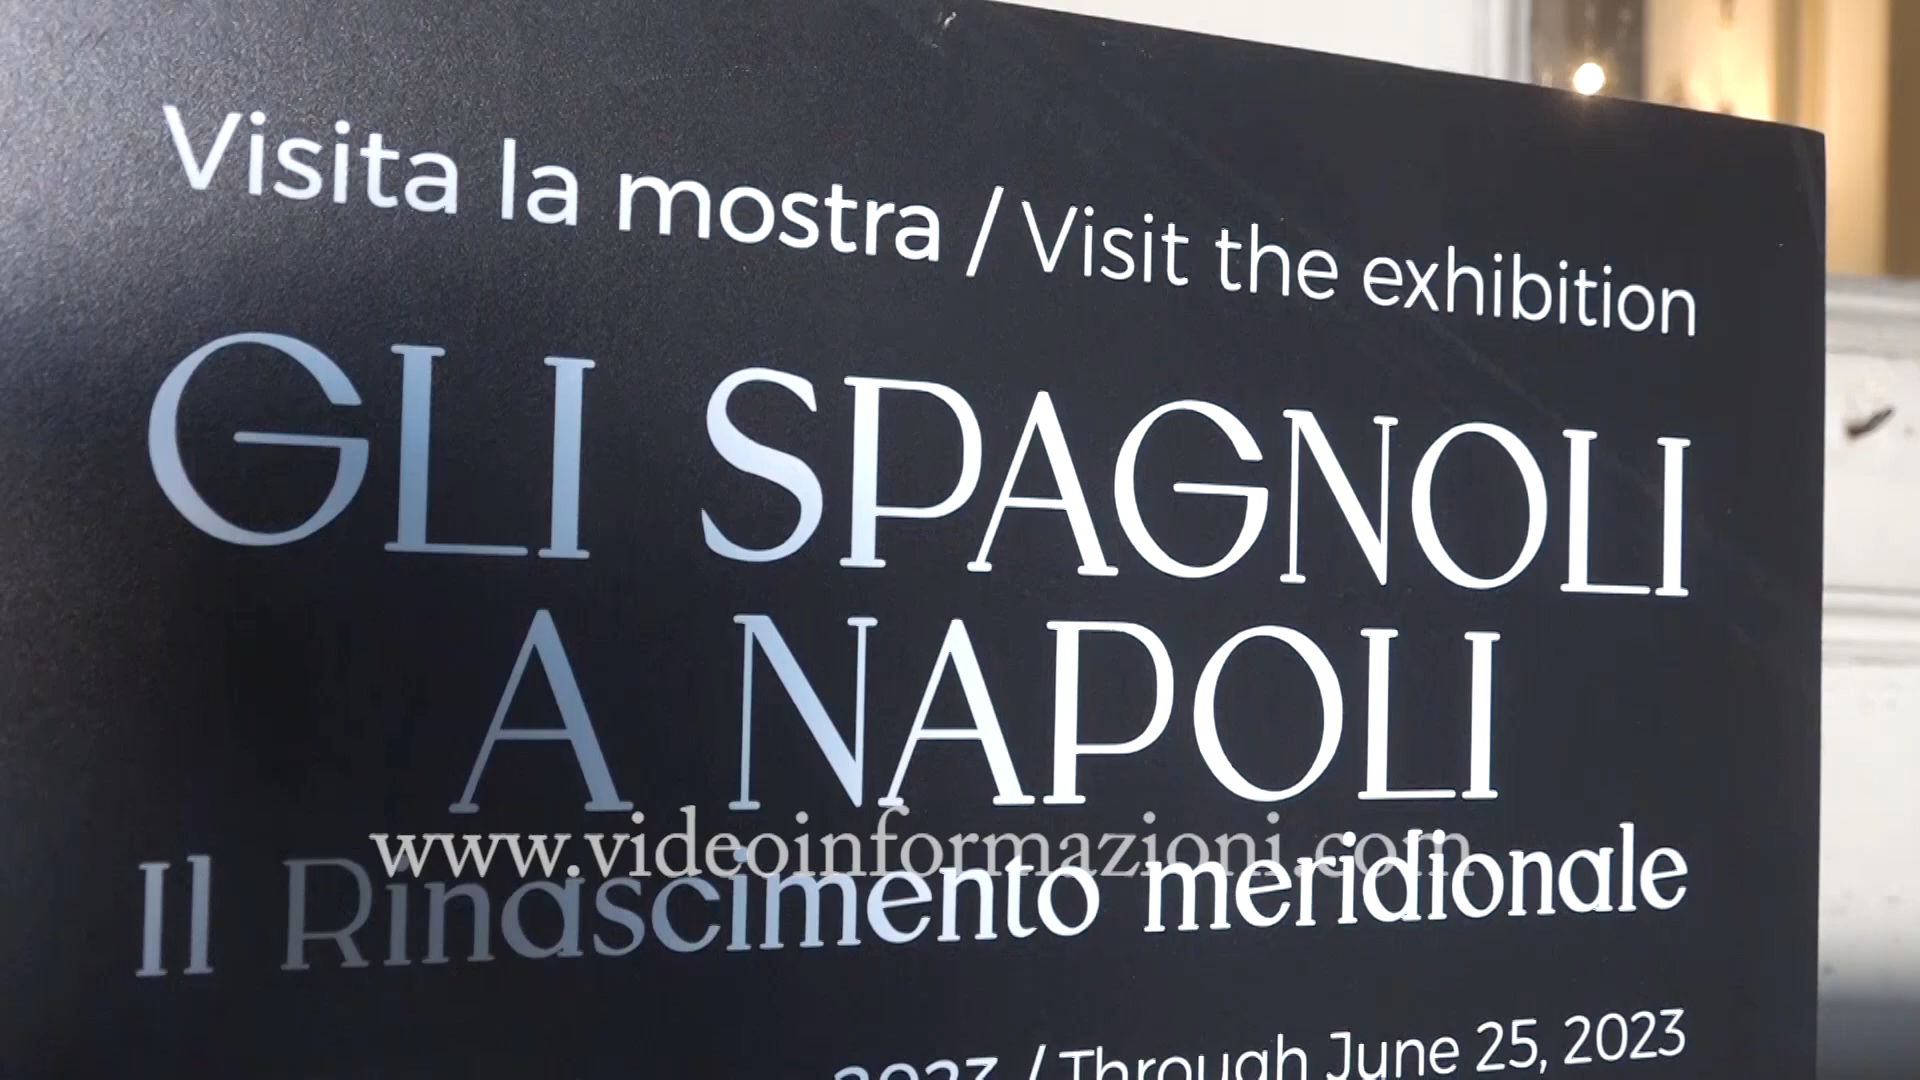 Visita la mostra / Visit the exhibition
GLI SPAGNOLI
A NAPOLI
www.videoinformazioni.com
Il Rinascimento meridionale
2023 / Through June 25, 2023